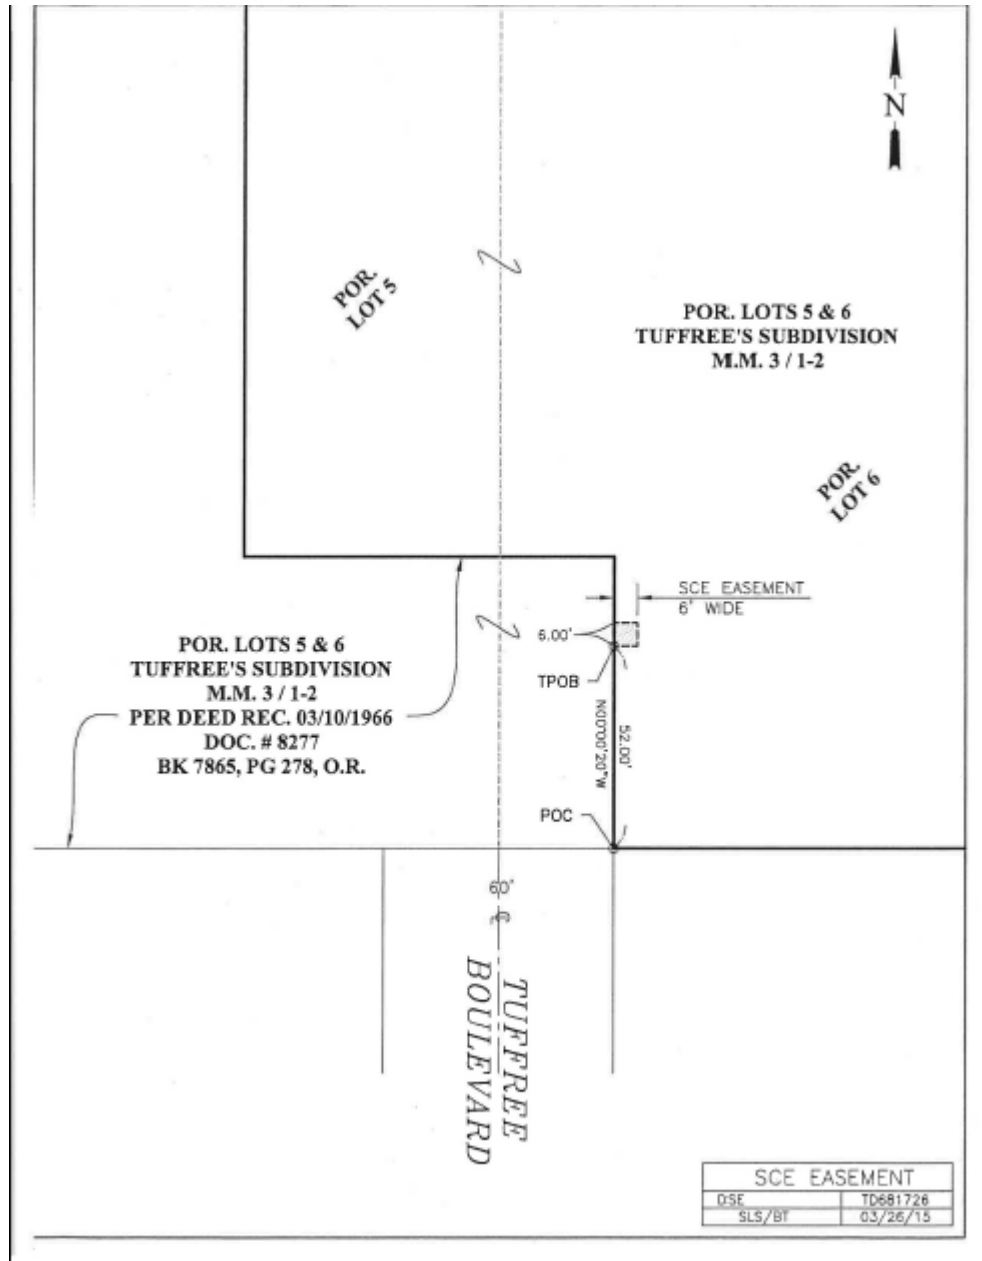 N
POR.
LOT 5
POR. LOTS 5 & 6
TUFFREE'S SUBDIVISION
M.M. 3 / 1-2
POR.
LOT 6
SCE EASEMENT
6' WIDE
6.00'
TPOB
POR. LOTS 5 & 6
TUFFREE'S SUBDIVISION
M.M. 3 / 1-2
PER DEED REC. 03/10/1966
DOC. # 8277
BK 7865, PG 278, O.R.
52.00'
N00°00'20"W
POC
60'
℄
TUFFREE
BOULEVARD
SCE EASEMENT
DSE TD681726
SLS/BT 03/26/15